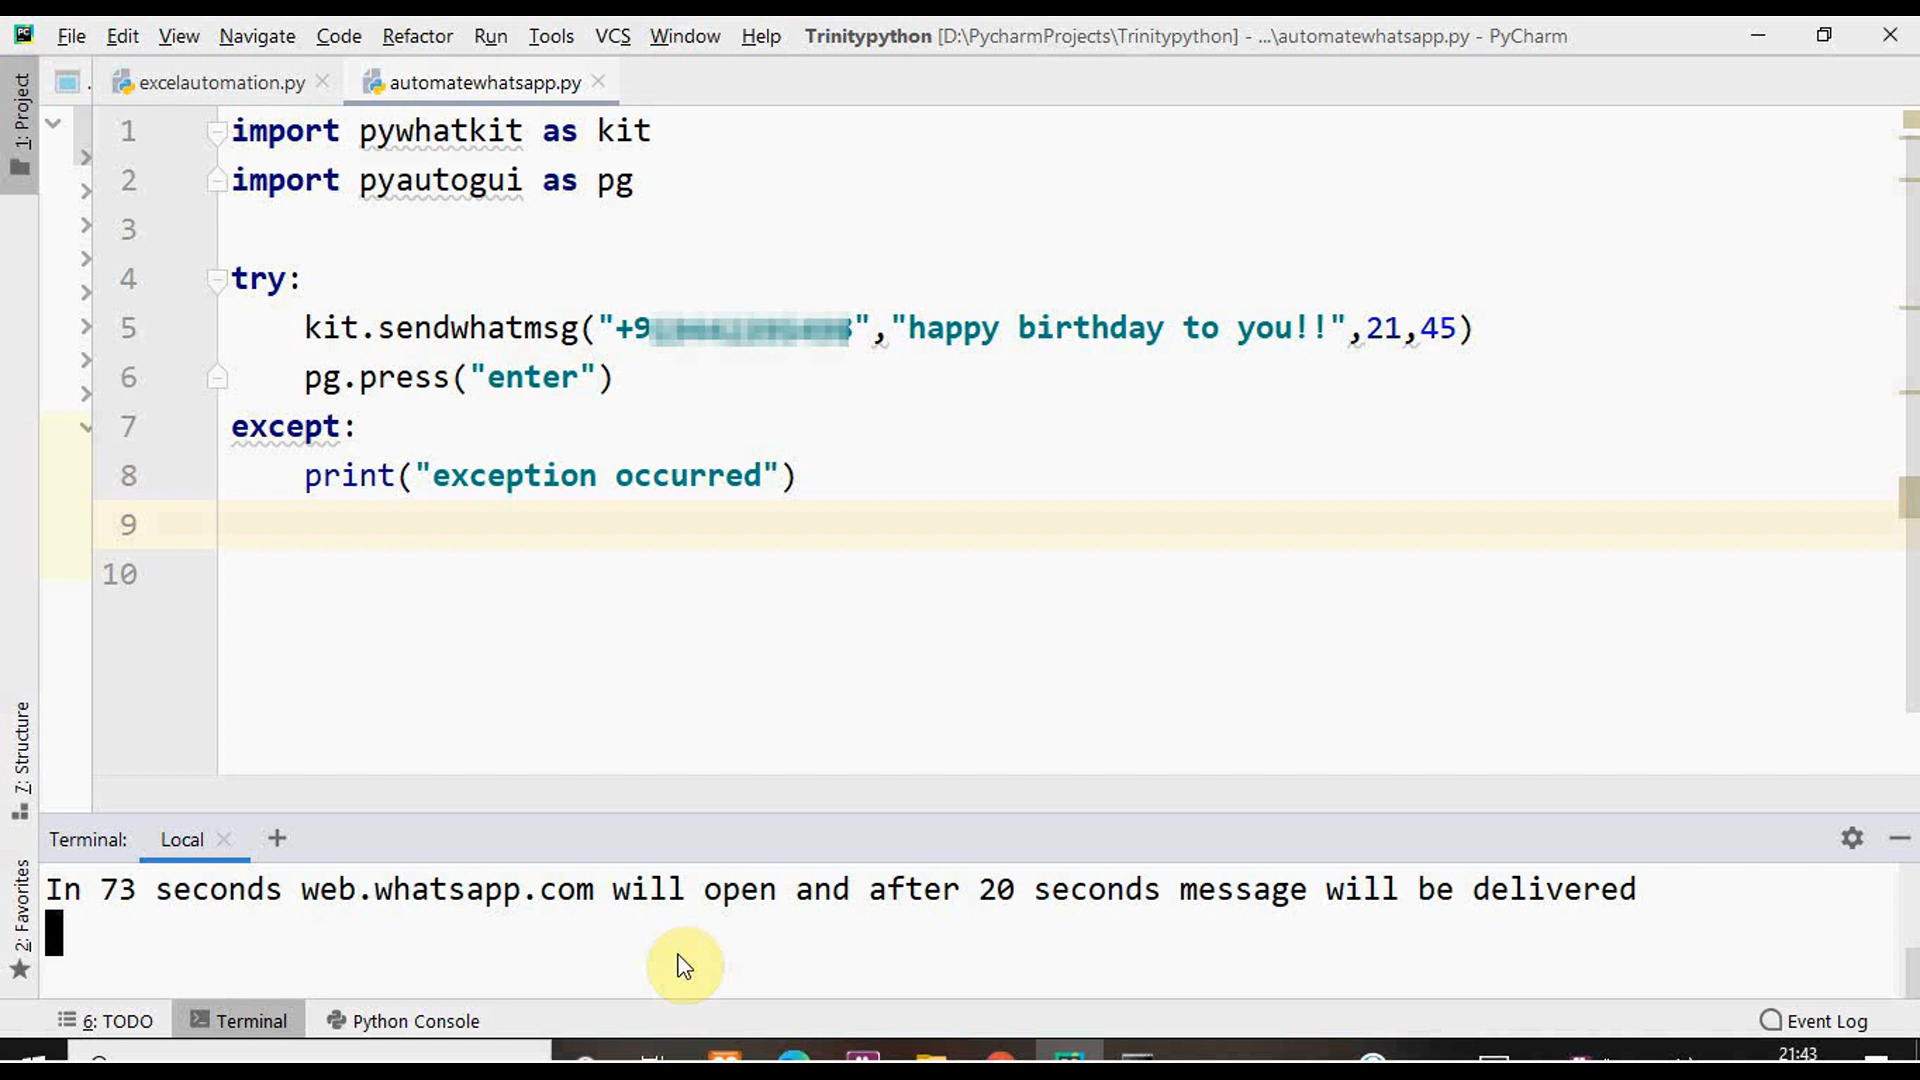 File Edit View Navigate Code Refactor Run Tools VCS Window Help Trinitypython [D:\PycharmProjects\Trinitypython] - ...\automatewhatsapp.py - PyCharm
excelautomation.py automatewhatsapp.py
1: Project
1 import pywhatkit as kit
2 import pyautogui as pg
3
4 try:
5 kit.sendwhatmsg("+9 ","happy birthday to you!!",21,45)
6 pg.press("enter")
7 except:
8 print("exception occurred")
9
10
7: Structure
2: Favorites
Terminal: Local +
In 73 seconds web.whatsapp.com will open and after 20 seconds message will be delivered
6: TODO Terminal Python Console Event Log
21:43